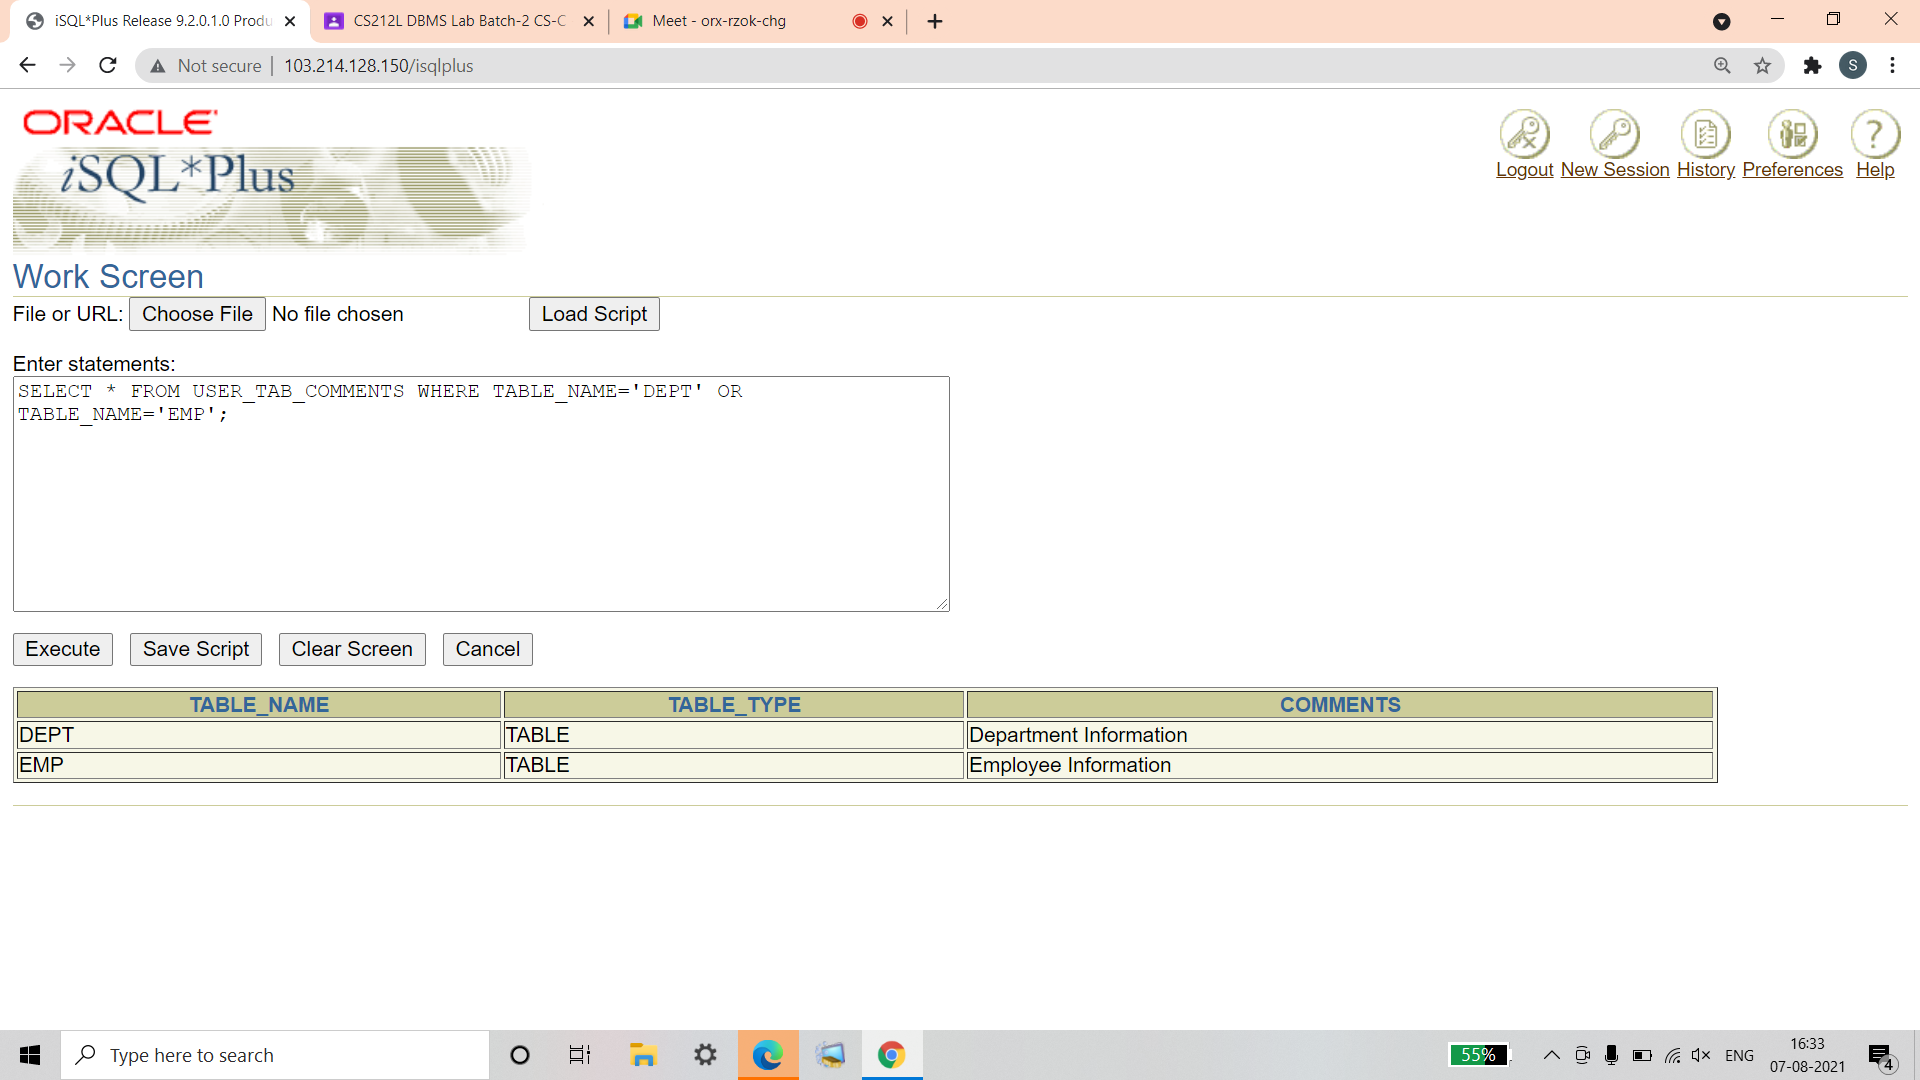 iSQL*Plus Release 9.2.0.1.0 Produ
CS212L DBMS Lab Batch-2 CS-C
Meet - orx-rzok-chg
Not secure
103.214.128.150/isqlplus
S
ORACLE
iSQL*Plus
Logout New Session History Preferences Help
Work Screen
File or URL: Choose File No file chosen Load Script
Enter statements:
SELECT * FROM USER_TAB_COMMENTS WHERE TABLE_NAME='DEPT' OR
TABLE_NAME='EMP';
Execute Save Script Clear Screen Cancel
TABLE_NAME TABLE_TYPE COMMENTS
DEPT TABLE Department Information
EMP TABLE Employee Information
Type here to search
55%
ENG
16:33
07-08-2021
4